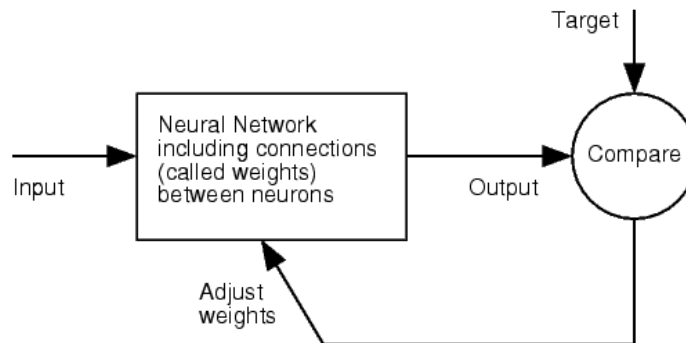 Target
Neural Network
including connections
(called weights)
between neurons
Compare
Input
Output
Adjust
weights